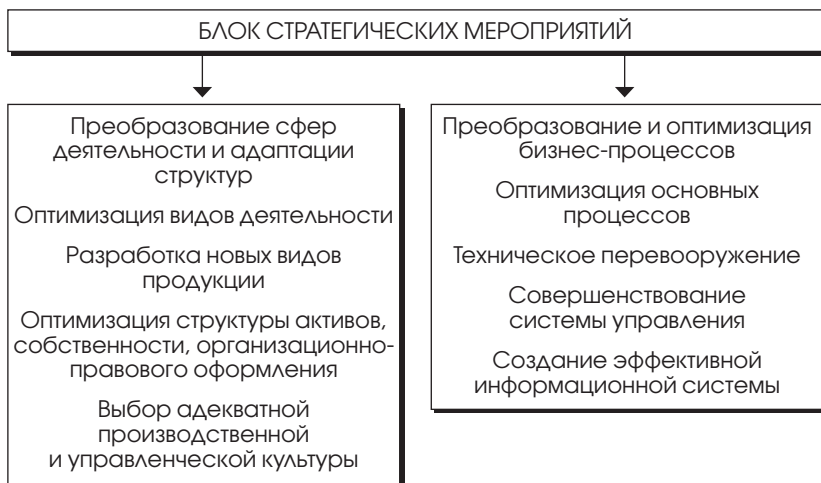 БЛОК СТРАТЕГИЧЕСКИХ МЕРОПРИЯТИЙ
Преобразование сфер
деятельности и адаптации
структур
Оптимизация видов деятельности
Разработка новых видов
продукции
Оптимизация структуры активов,
собственности, организационно-
правового оформления
Выбор адекватной
производственной
и управленческой культуры
Преобразование и оптимизация
бизнес-процессов
Оптимизация основных
процессов
Техническое перевооружение
Совершенствование
системы управления
Создание эффективной
информационной системы